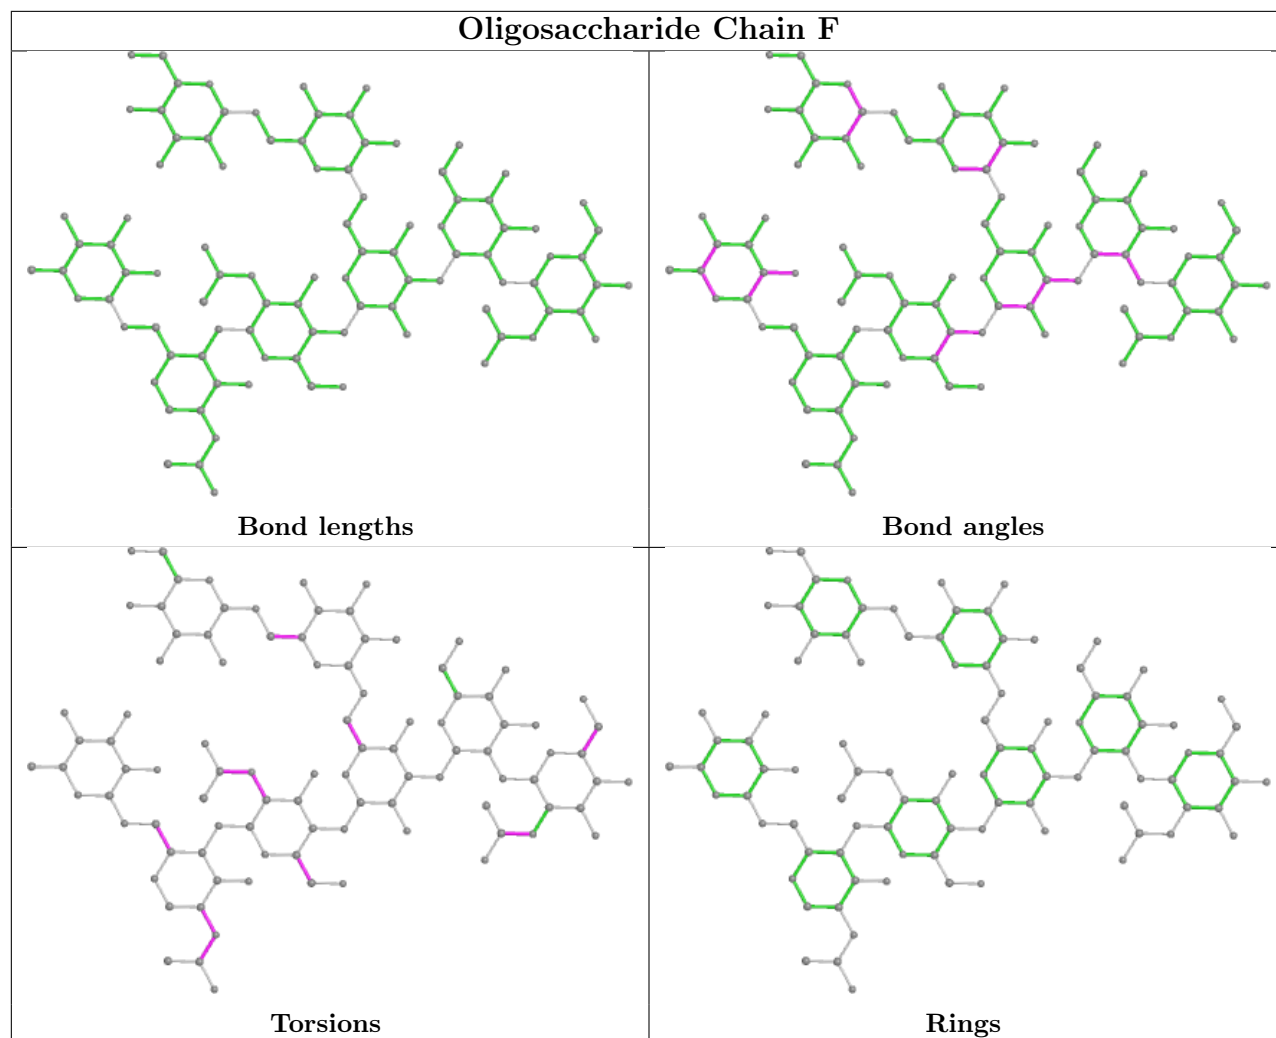 Oligosaccharide Chain F
Bond lengths
Bond angles
Torsions
Rings